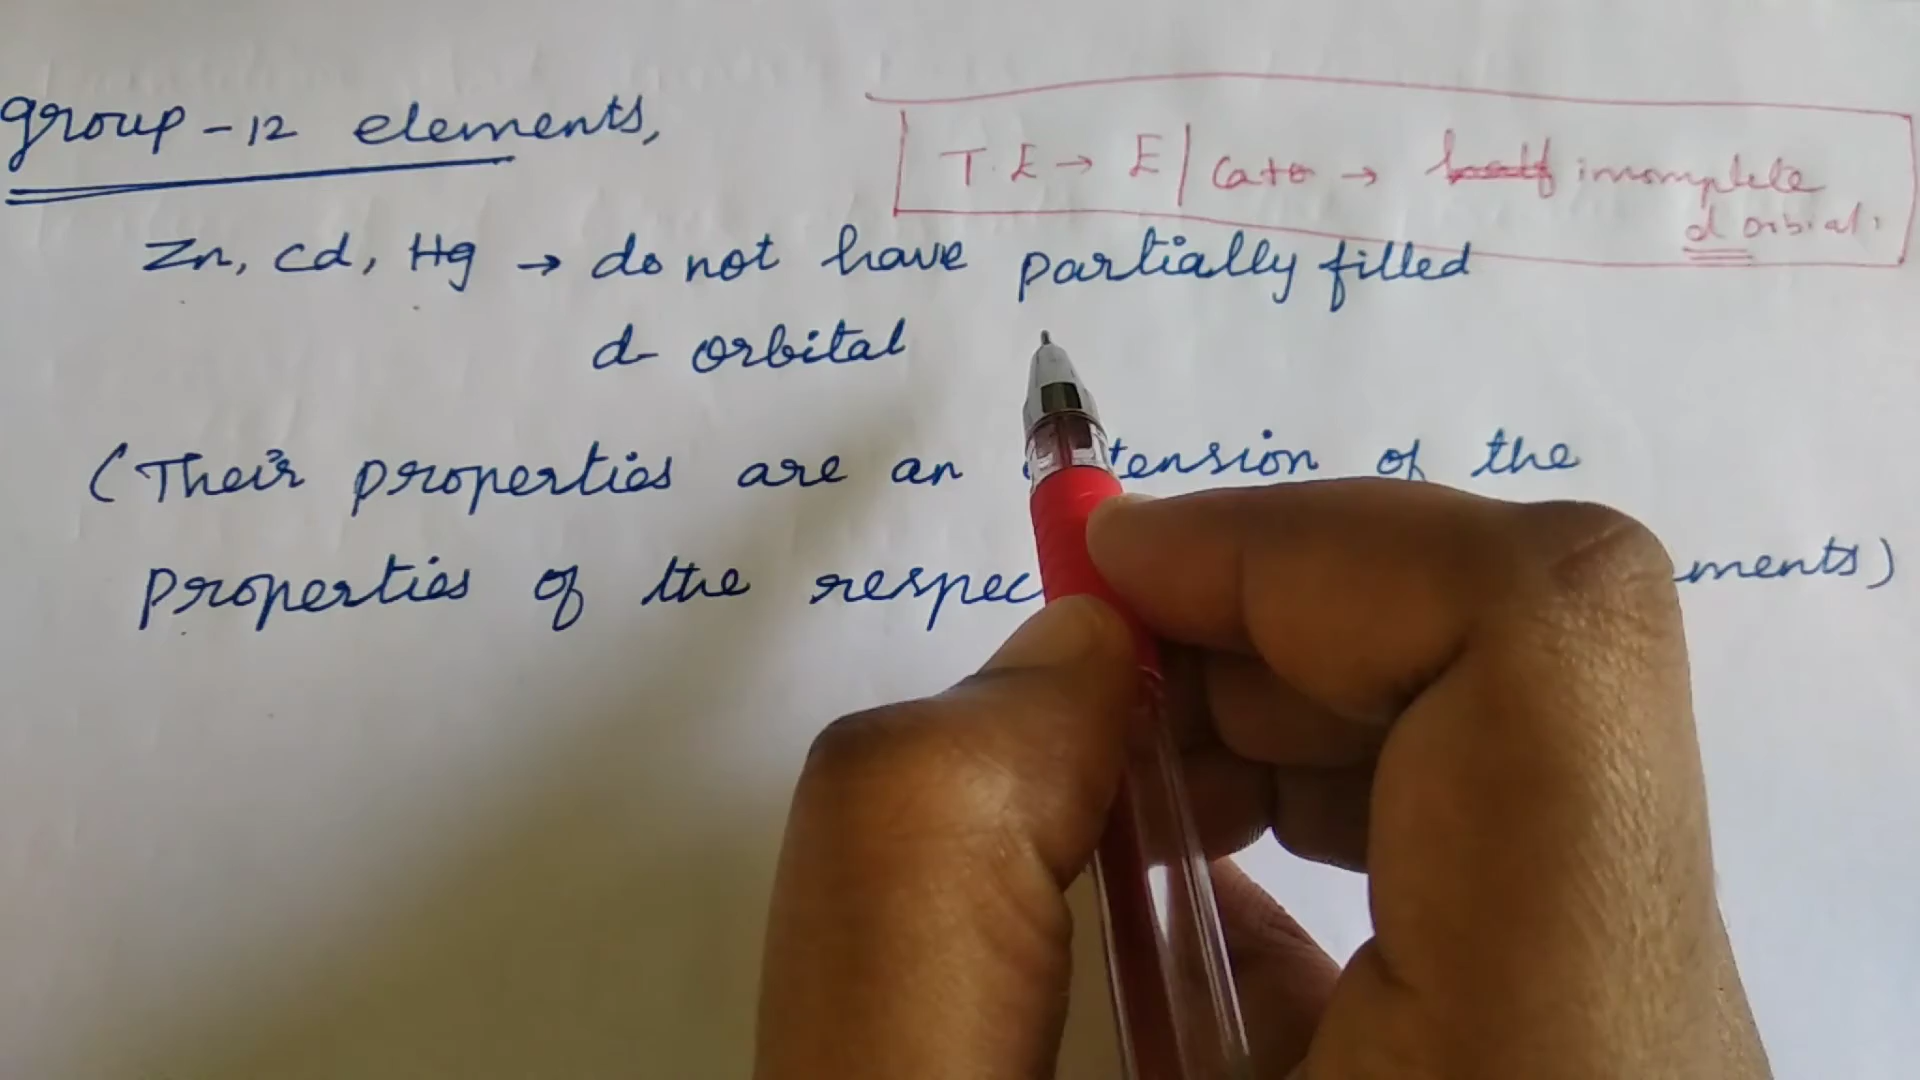 group - 12 elements,
T.E → E | Cato → half incomplete
d orbial.
Zn, Cd, Hg → do not have partially filled
d orbital
(Their properties are an tension of the
properties of the respec ments)